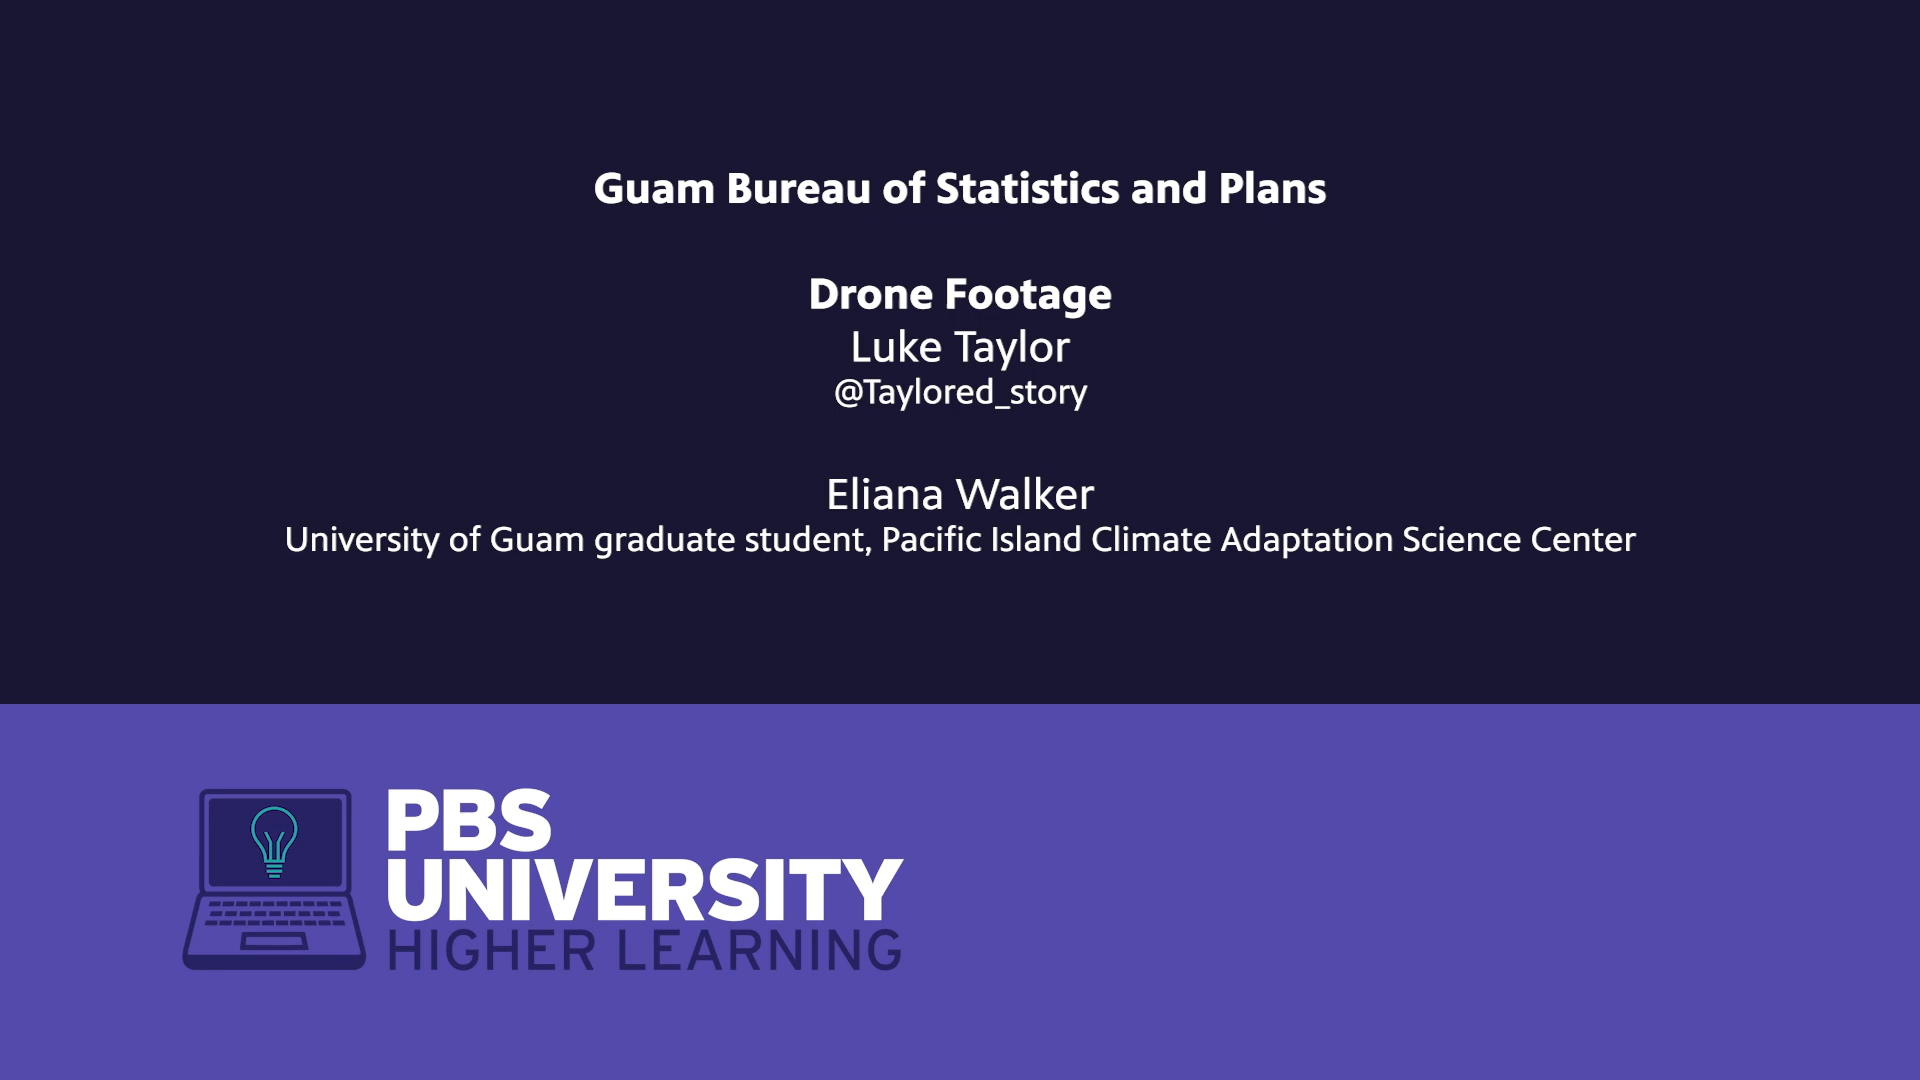 Guam Bureau of Statistics and Plans
Drone Footage
Luke Taylor
@Taylored_story
Eliana Walker
University of Guam graduate student, Pacific Island Climate Adaptation Science Center
PBS
UNIVERSITY
HIGHER LEARNING